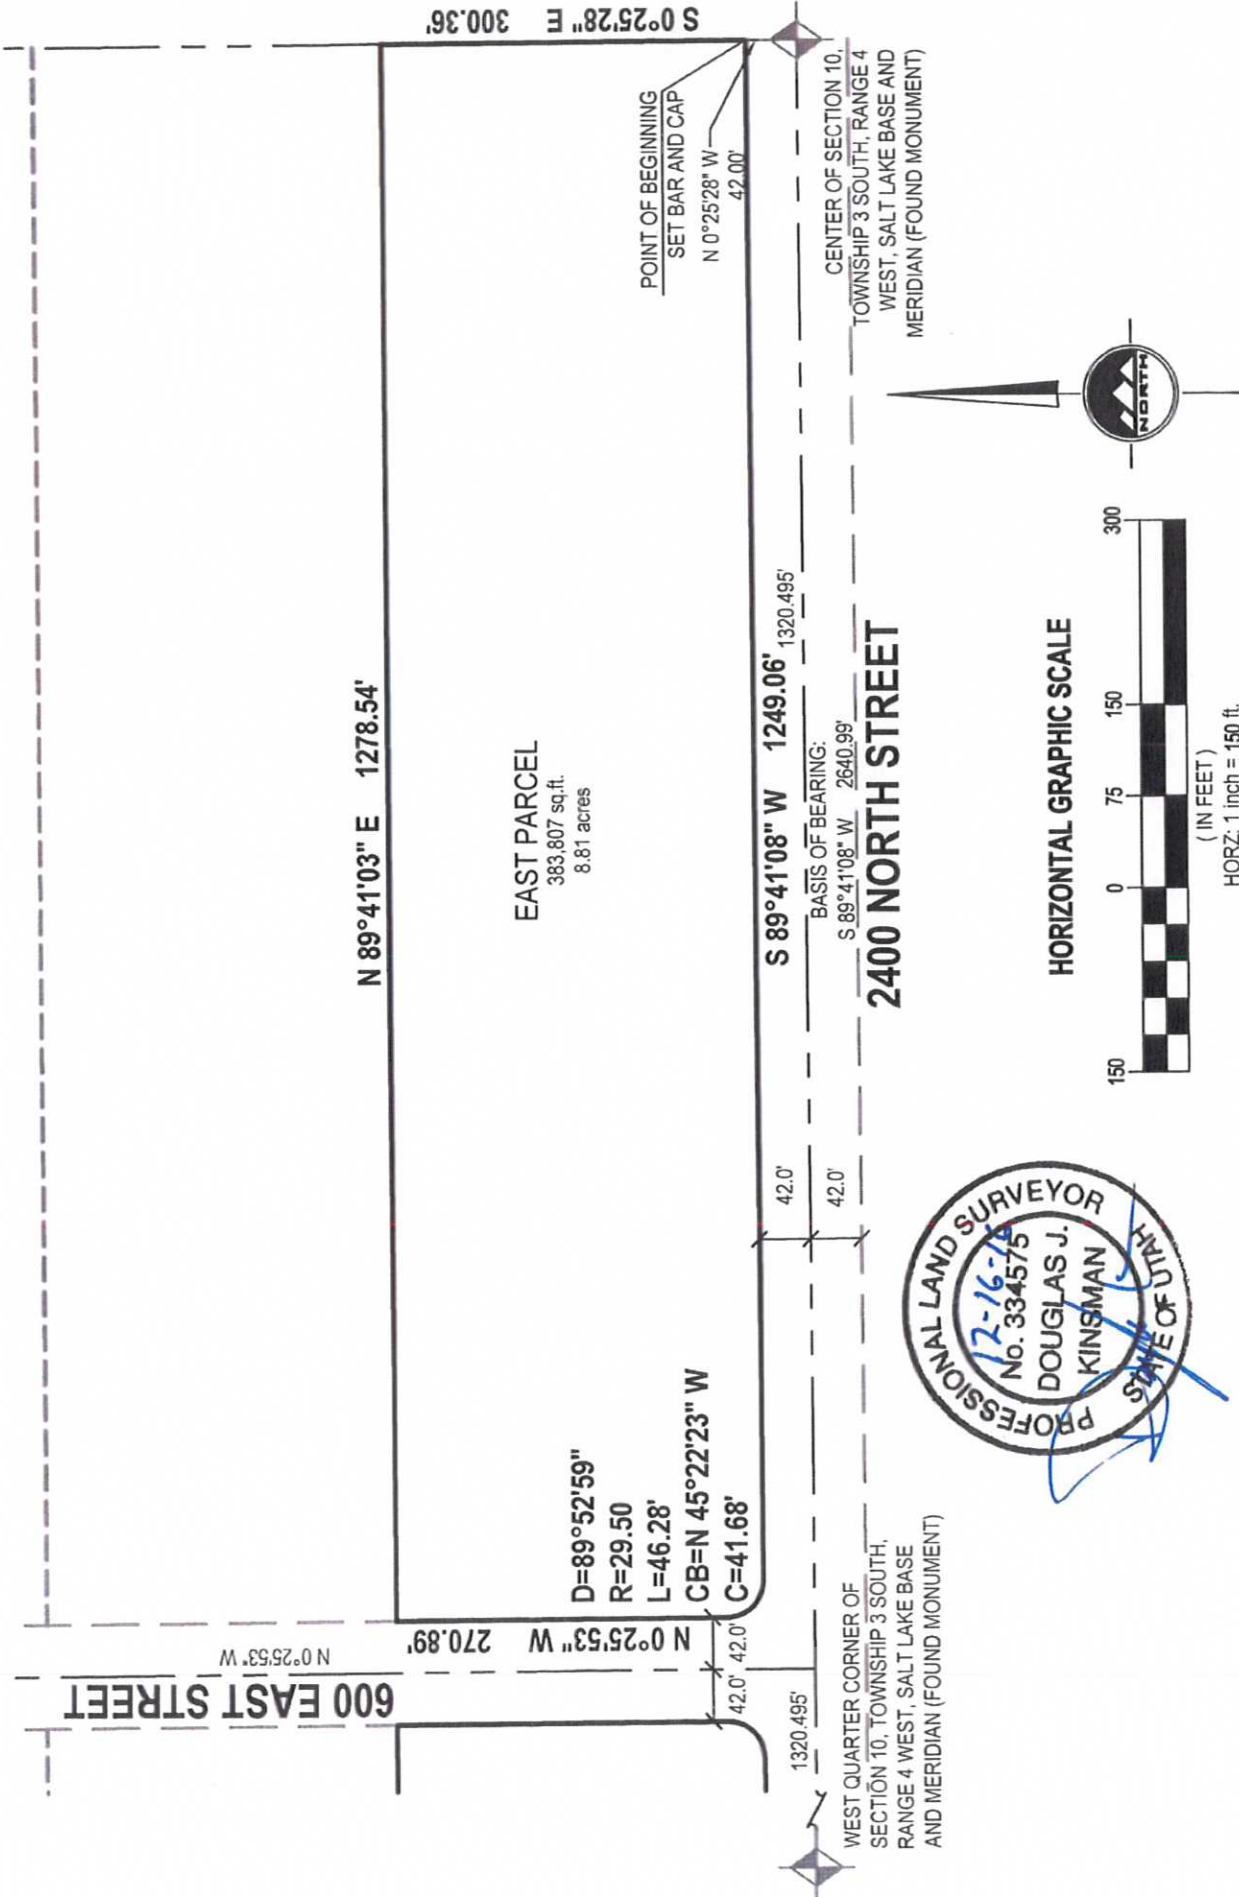 600 EAST STREET
N 0°25'53" W
N 0°25'53" W 270.89'
N 89°41'03" E 1278.54'
S 0°25'28" E 300.36'
EAST PARCEL
383,807 sq.ft.
8.81 acres
POINT OF BEGINNING
SET BAR AND CAP
N 0°25'28" W
42.00'
D=89°52'59"
R=29.50
L=46.28'
CB=N 45°22'23" W
C=41.68'
42.0'
42.0'
42.0'
42.0'
S 89°41'08" W 1249.06'
1320.495'
1320.495'
BASIS OF BEARING:
S 89°41'08" W 2640.99'
2400 NORTH STREET
WEST QUARTER CORNER OF
SECTION 10, TOWNSHIP 3 SOUTH,
RANGE 4 WEST, SALT LAKE BASE
AND MERIDIAN (FOUND MONUMENT)
CENTER OF SECTION 10,
TOWNSHIP 3 SOUTH, RANGE 4
WEST, SALT LAKE BASE AND
MERIDIAN (FOUND MONUMENT)
PROFESSIONAL LAND SURVEYOR
12-16-16
No. 334575
DOUGLAS J.
KINSMAN
STATE OF UTAH
HORIZONTAL GRAPHIC SCALE
150 0 75 150 300
( IN FEET )
HORZ: 1 inch = 150 ft.
NORTH